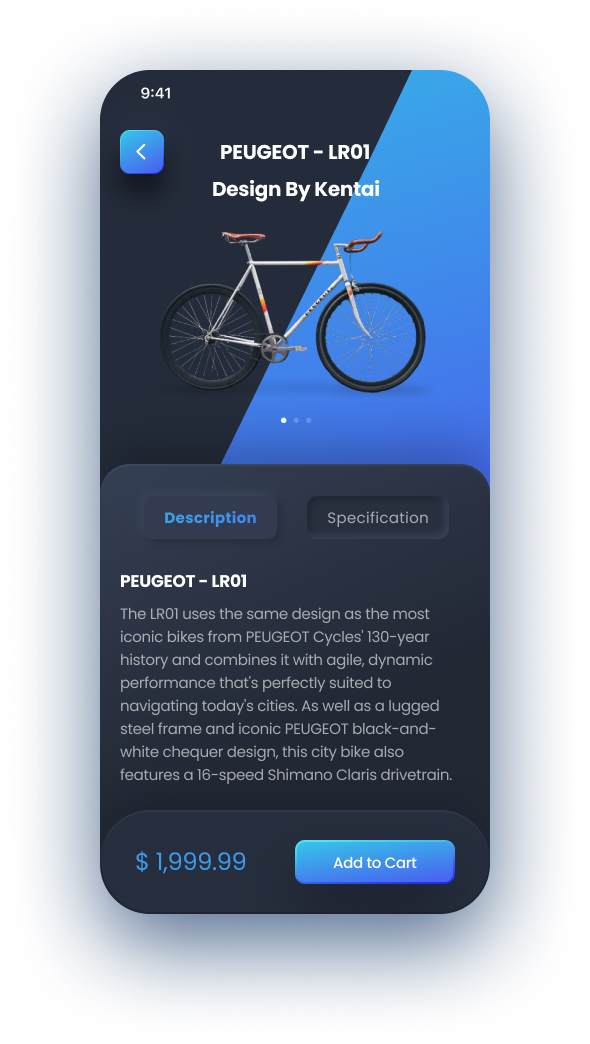 9:41
PEUGEOT - LR01
Design By Kentai
PEUGEOT
Description
Specification
PEUGEOT - LR01
The LR01 uses the same design as the most
iconic bikes from PEUGEOT Cycles' 130-year
history and combines it with agile, dynamic
performance that's perfectly suited to
navigating today's cities. As well as a lugged
steel frame and iconic PEUGEOT black-and-
white chequer design, this city bike also
features a 16-speed Shimano Claris drivetrain.
$ 1,999.99
Add to Cart